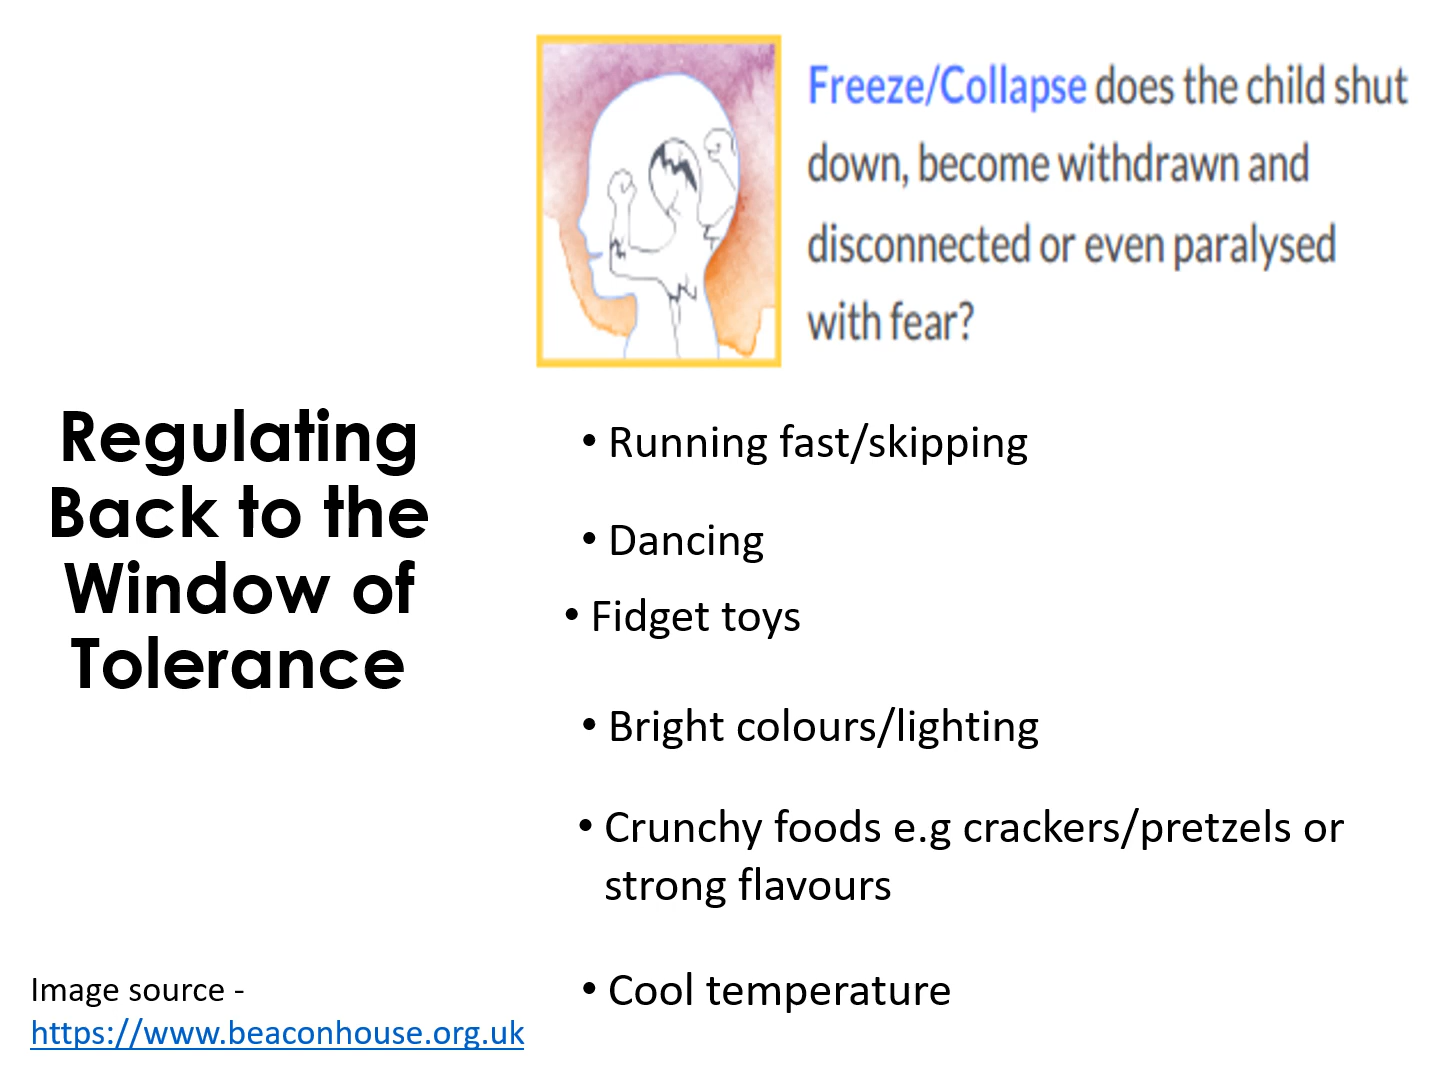 Freeze/Collapse does the child shut
down, become withdrawn and
disconnected or even paralysed
with fear?
Regulating
Back to the
Window of
Tolerance
• Running fast/skipping
• Dancing
• Fidget toys
• Bright colours/lighting
• Crunchy foods e.g crackers/pretzels or
strong flavours
• Cool temperature
Image source -
https://www.beaconhouse.org.uk